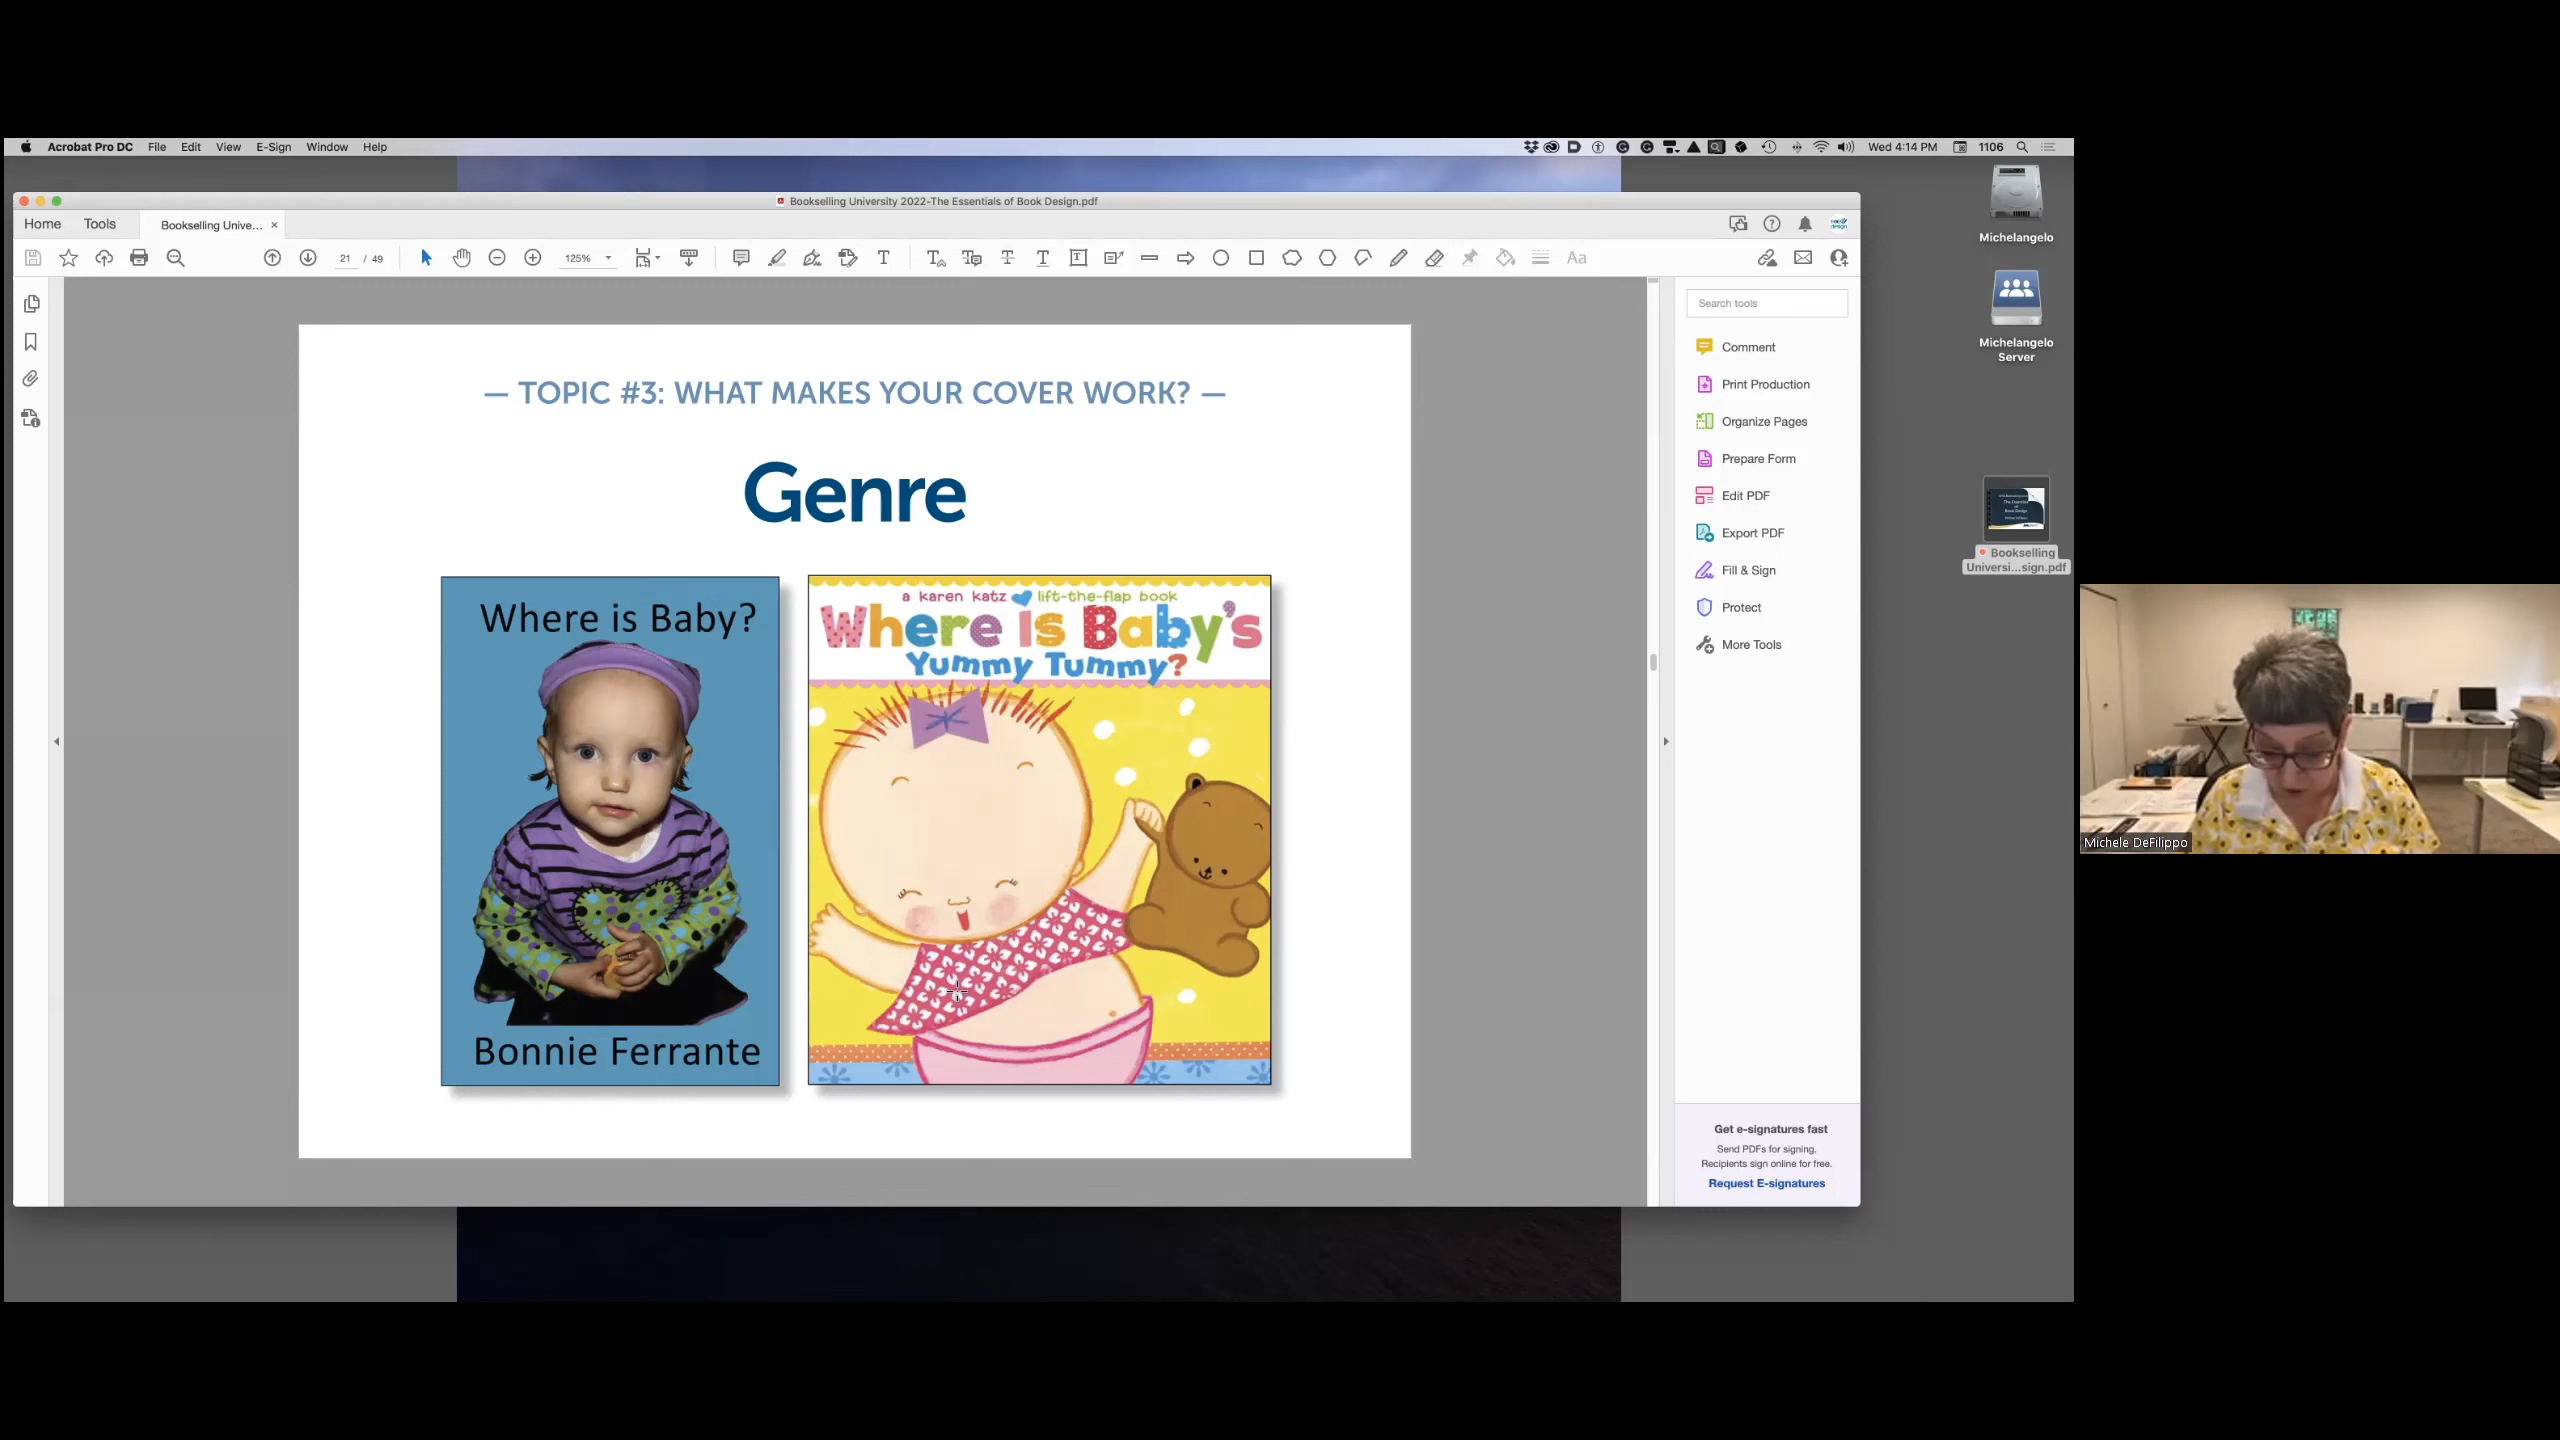 Acrobat Pro DC File Edit View E-Sign Window Help
Wed 4:14 PM 1106
Bookselling University 2022-The Essentials of Book Design.pdf
Home Tools Bookselling Unive... ×
21 / 49 125% Aa
Search tools
Comment
Print Production
Organize Pages
Prepare Form
Edit PDF
Export PDF
Fill & Sign
Protect
More Tools
Get e-signatures fast
Send PDFs for signing.
Recipients sign online for free.
Request E-signatures
— TOPIC #3: WHAT MAKES YOUR COVER WORK? —
Genre
Where is Baby?
Bonnie Ferrante
a karen katz lift-the-flap book
Where Is Baby's
Yummy Tummy?
Michelangelo
Michelangelo
Server
Bookselling
Universi...sign.pdf
Michele DeFilippo